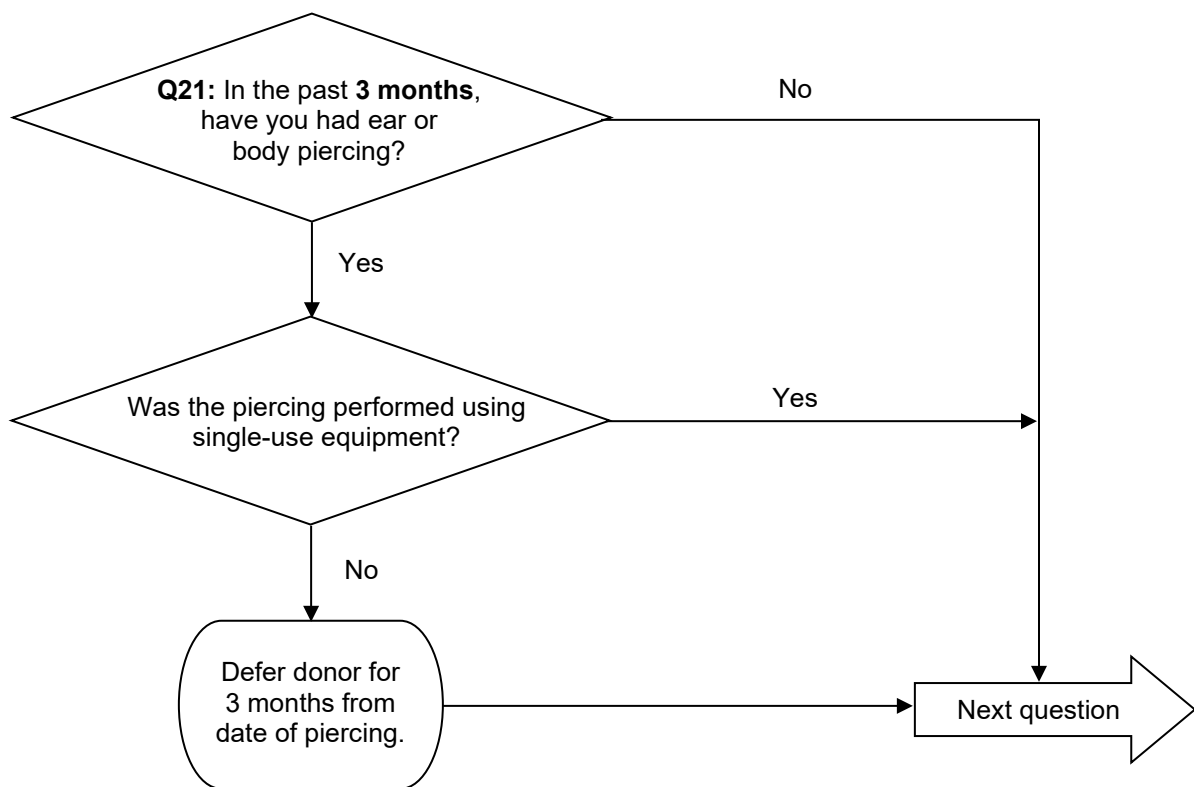 Q21: In the past 3 months,
have you had ear or
body piercing?
No
Yes
Was the piercing performed using
single-use equipment?
Yes
No
Defer donor for
3 months from
date of piercing.
Next question